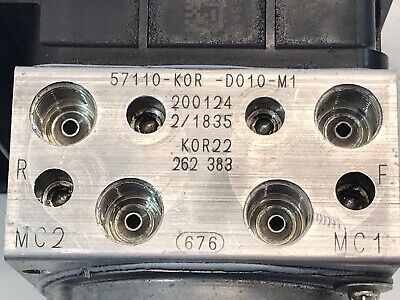 57110-K0R -D010-M1
200124
2/1835
K0R22
262 383
R F
MC2 676 MC1